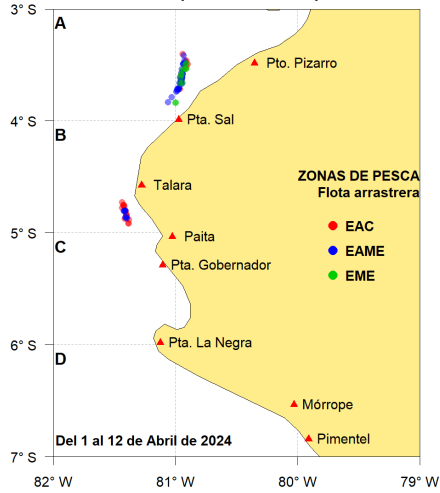 3° S
A
Pto. Pizarro
4° S
Pta. Sal
B
ZONAS DE PESCA
Flota arrastrera
Talara
EAC
5° S
Paita
EAME
C
Pta. Gobernador
EME
6° S
Pta. La Negra
D
Mórrope
Del 1 al 12 de Abril de 2024
Pimentel
7° S
82° W
81° W
80° W
79° W